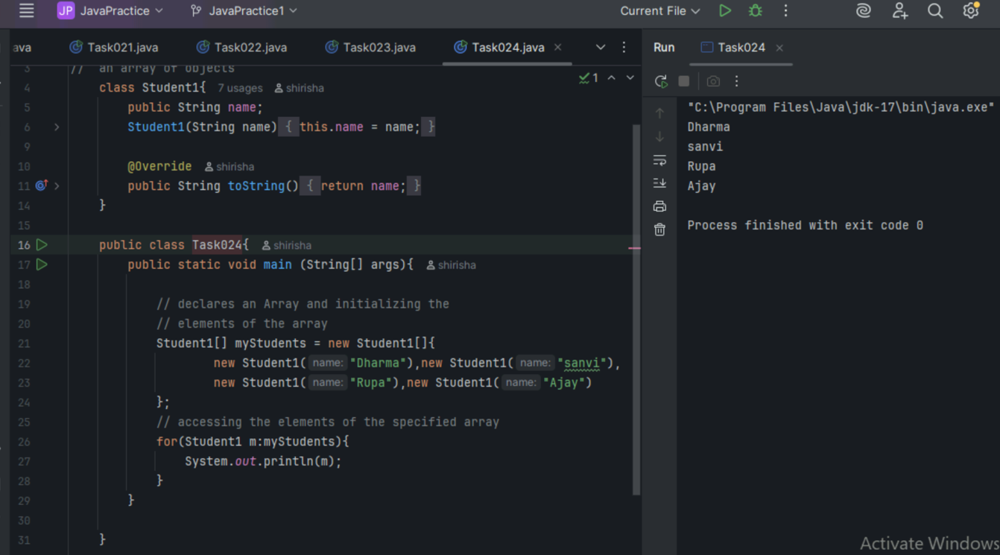 JP JavaPractice JavaPractice1 Current File
ava Task021.java Task022.java Task023.java Task024.java
3 // an array of objects
4 class Student1{ 7 usages shirisha
5 public String name;
6 Student1(String name) { this.name = name; }
9
10 @Override shirisha
11 public String toString() { return name; }
14 }
15
16 public class Task024{ shirisha
17 public static void main (String[] args){ shirisha
18
19 // declares an Array and initializing the
20 // elements of the array
21 Student1[] myStudents = new Student1[]{
22 new Student1( name: "Dharma"),new Student1( name: "sanvi"),
23 new Student1( name: "Rupa"),new Student1( name: "Ajay")
24 };
25 // accessing the elements of the specified array
26 for(Student1 m:myStudents){
27 System.out.println(m);
28 }
29 }
30
31 }
1
Run Task024
"C:\Program Files\Java\jdk-17\bin\java.exe"
Dharma
sanvi
Rupa
Ajay
Process finished with exit code 0
Activate Windows